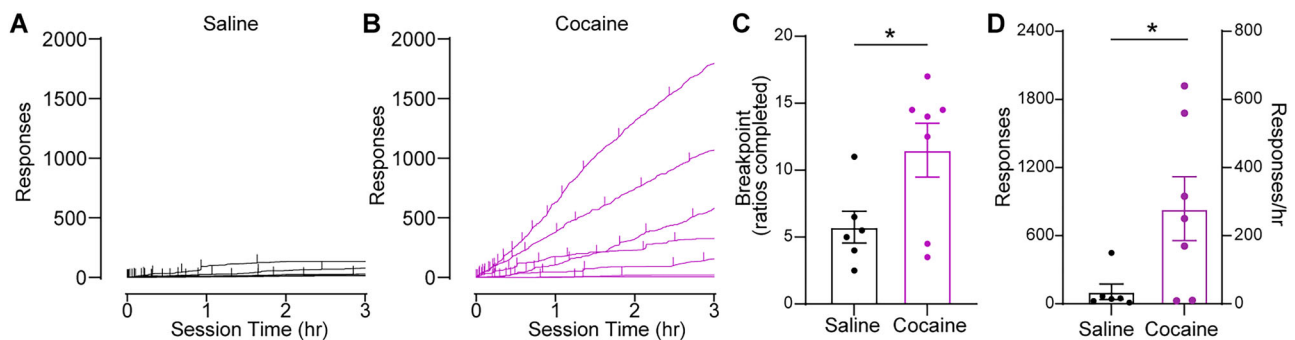 A
Saline
2000
1500
1000
500
0
Responses
0 1 2 3
Session Time (hr)
B
Cocaine
2000
1500
1000
500
0
Responses
0 1 2 3
Session Time (hr)
C
*
20
15
10
5
0
Breakpoint
(ratios completed)
Saline Cocaine
D
*
2400
1800
1200
600
0
Responses
800
600
400
200
0
Responses/hr
Saline Cocaine